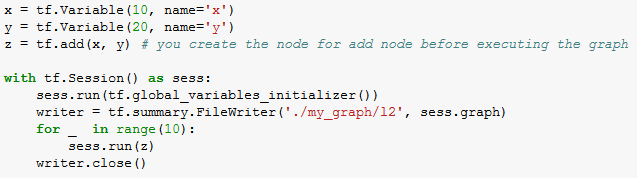 x = tf.Variable(10, name='x')
y = tf.Variable(20, name='y')
z = tf.add(x, y) # you create the node for add node before executing the graph
with tf.Session() as sess:
    sess.run(tf.global_variables_initializer())
    writer = tf.summary.FileWriter('./my_graph/l2', sess.graph)
    for _  in range(10):
        sess.run(z)
    writer.close()